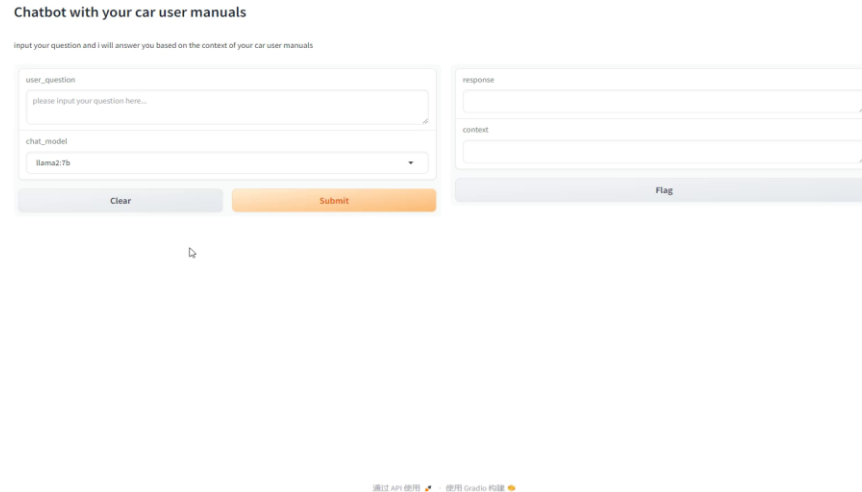 Chatbot with your car user manuals
input your question and i will answer you based on the context of your car user manuals
user_question
please input your question here...
chat_model
llama2:7b
Clear
Submit
response
context
Flag
通过 API 使用 🚀 · 使用 Gradio 构建 🧡